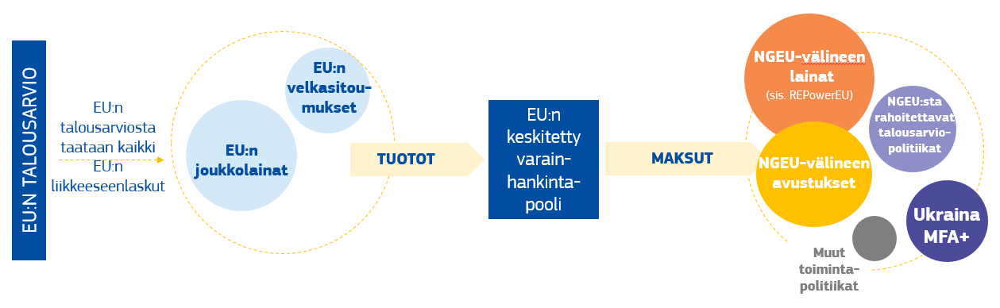 EU:N TALOUSARVIO
EU:n
talousarviosta
taataan kaikki
EU:n
liikkeeseenlaskut
EU:n
velkasitou-
mukset
EU:n
joukkolainat
TUOTOT
EU:n
keskitetty
varain-
hankinta-
pooli
MAKSUT
NGEU-välineen
lainat
(sis. REPowerEU)
NGEU:sta
rahoitettavat
talousarvio-
politiikat
NGEU-välineen
avustukset
Ukraina
MFA+
Muut
toiminta-
politiikat